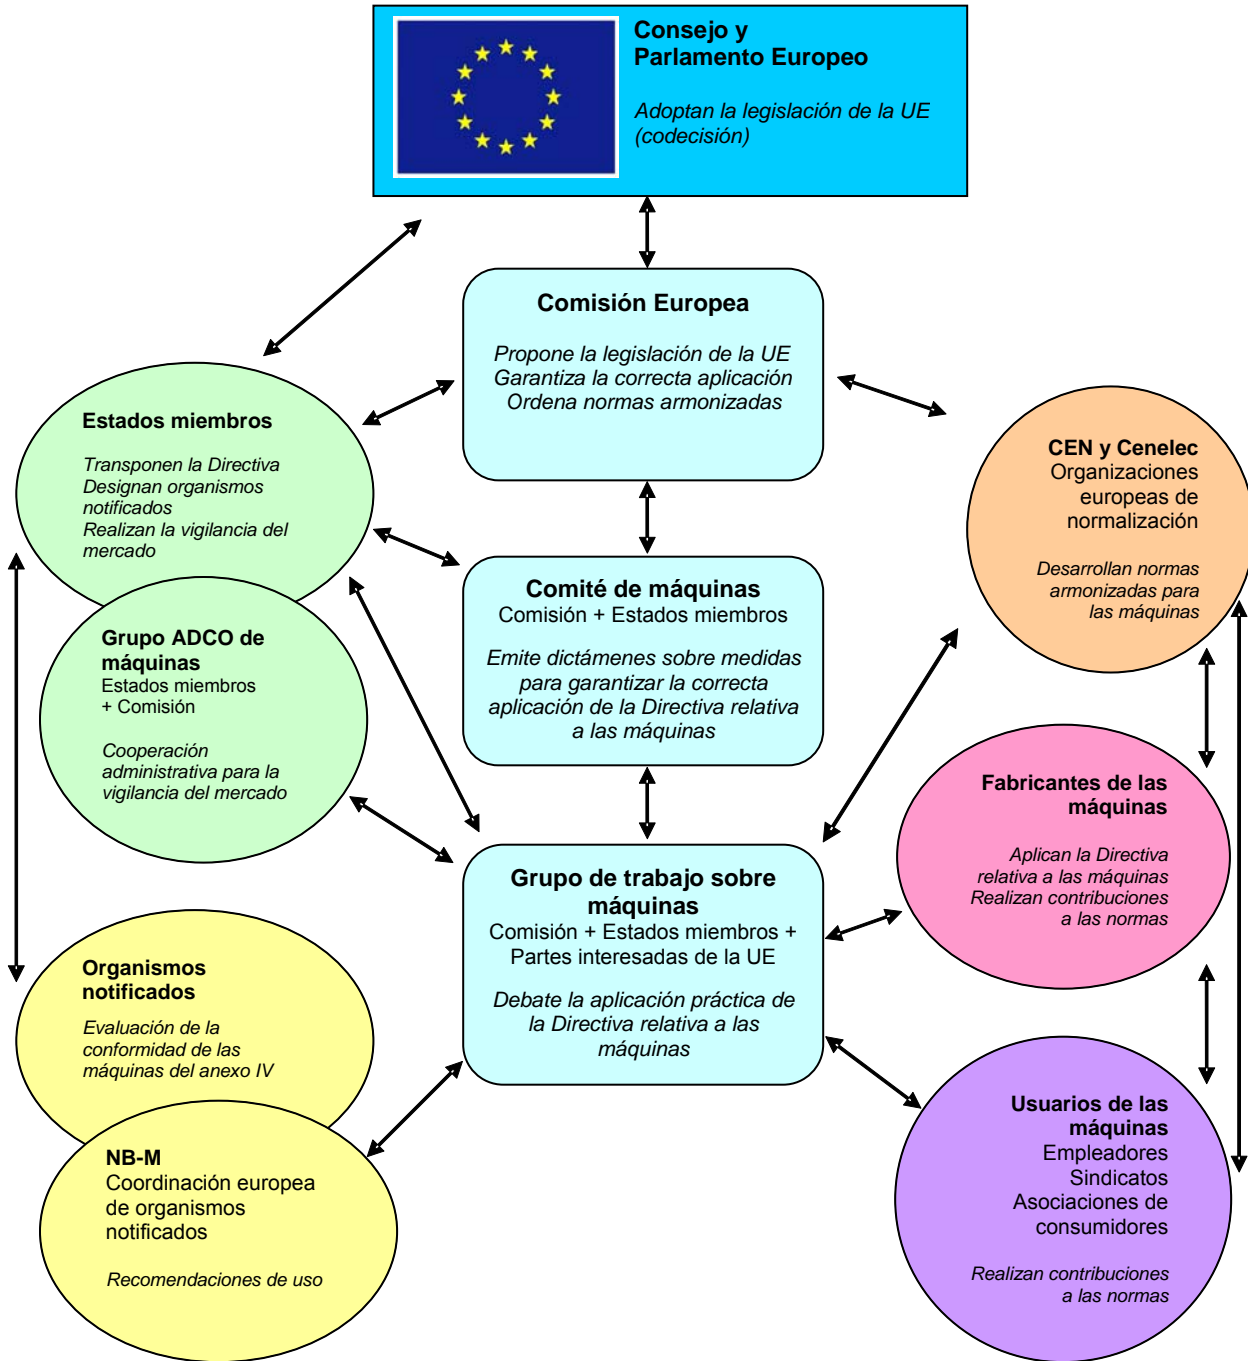 Consejo y
Parlamento Europeo
Adoptan la legislación de la UE
(codecisión)
Comisión Europea
Propone la legislación de la UE
Garantiza la correcta aplicación
Ordena normas armonizadas
Estados miembros
Transponen la Directiva
Designan organismos
notificados
Realizan la vigilancia del
mercado
CEN y Cenelec
Organizaciones
europeas de
normalización
Desarrollan normas
armonizadas para
las máquinas
Comité de máquinas
Comisión + Estados miembros
Emite dictámenes sobre medidas
para garantizar la correcta
aplicación de la Directiva relativa
a las máquinas
Grupo ADCO de
máquinas
Estados miembros
+ Comisión
Cooperación
administrativa para la
vigilancia del mercado
Fabricantes de las
máquinas
Aplican la Directiva
relativa a las máquinas
Realizan contribuciones
a las normas
Grupo de trabajo sobre
máquinas
Comisión + Estados miembros +
Partes interesadas de la UE
Debate la aplicación práctica de
la Directiva relativa a las
máquinas
Organismos
notificados
Evaluación de la
conformidad de las
máquinas del anexo IV
NB-M
Coordinación europea
de organismos
notificados
Recomendaciones de uso
Usuarios de las
máquinas
Empleadores
Sindicatos
Asociaciones de
consumidores
Realizan contribuciones
a las normas